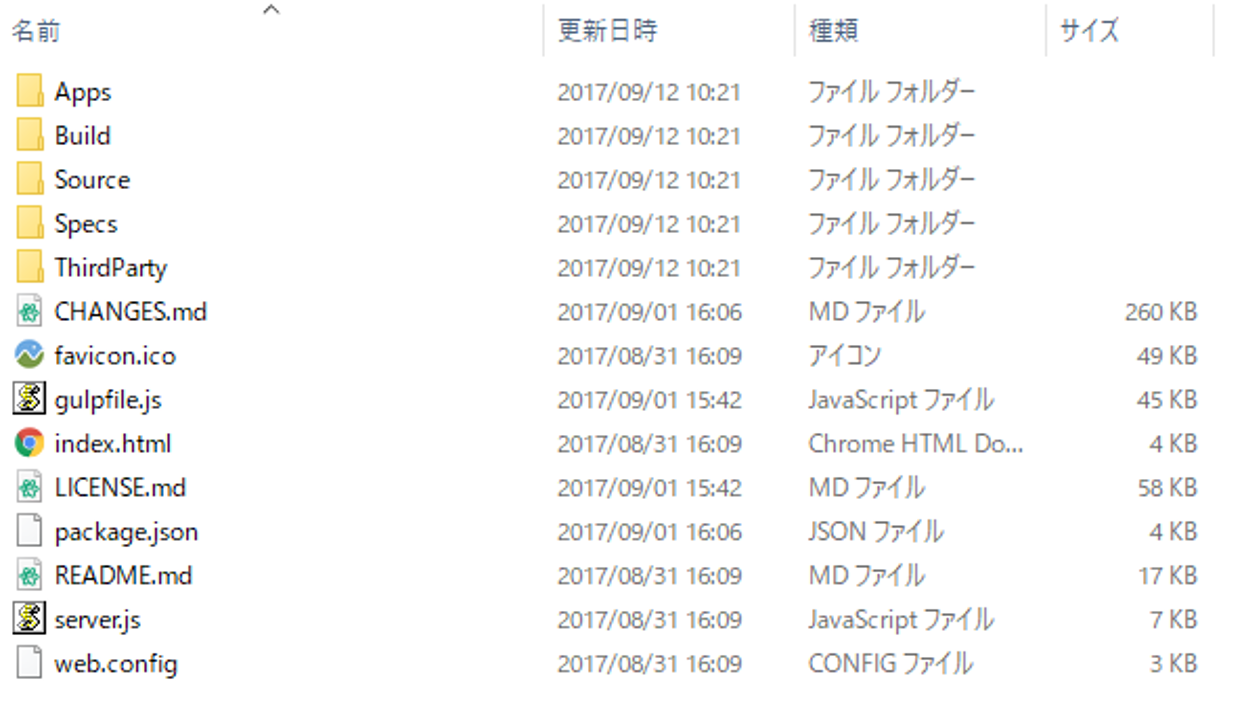 名前 更新日時 種類 サイズ
Apps 2017/09/12 10:21 ファイル フォルダー
Build 2017/09/12 10:21 ファイル フォルダー
Source 2017/09/12 10:21 ファイル フォルダー
Specs 2017/09/12 10:21 ファイル フォルダー
ThirdParty 2017/09/12 10:21 ファイル フォルダー
CHANGES.md 2017/09/01 16:06 MD ファイル 260 KB
favicon.ico 2017/08/31 16:09 アイコン 49 KB
gulpfile.js 2017/09/01 15:42 JavaScript ファイル 45 KB
index.html 2017/08/31 16:09 Chrome HTML Do... 4 KB
LICENSE.md 2017/09/01 15:42 MD ファイル 58 KB
package.json 2017/09/01 16:06 JSON ファイル 4 KB
README.md 2017/08/31 16:09 MD ファイル 17 KB
server.js 2017/08/31 16:09 JavaScript ファイル 7 KB
web.config 2017/08/31 16:09 CONFIG ファイル 3 KB